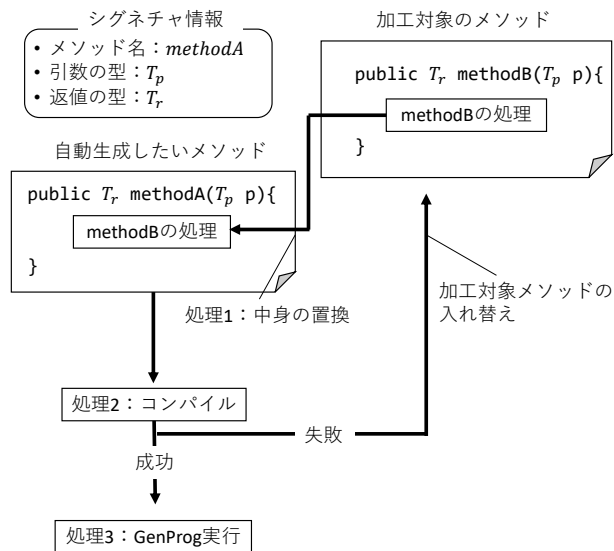 シグネチャ情報
• メソッド名：methodA
• 引数の型：Tp
• 返値の型：Tr
加工対象のメソッド
public Tr methodB(Tp p){
methodBの処理
}
自動生成したいメソッド
public Tr methodA(Tp p){
methodBの処理
}
処理1：中身の置換
加工対象メソッドの
入れ替え
処理2：コンパイル
失敗
成功
処理3：GenProg実行